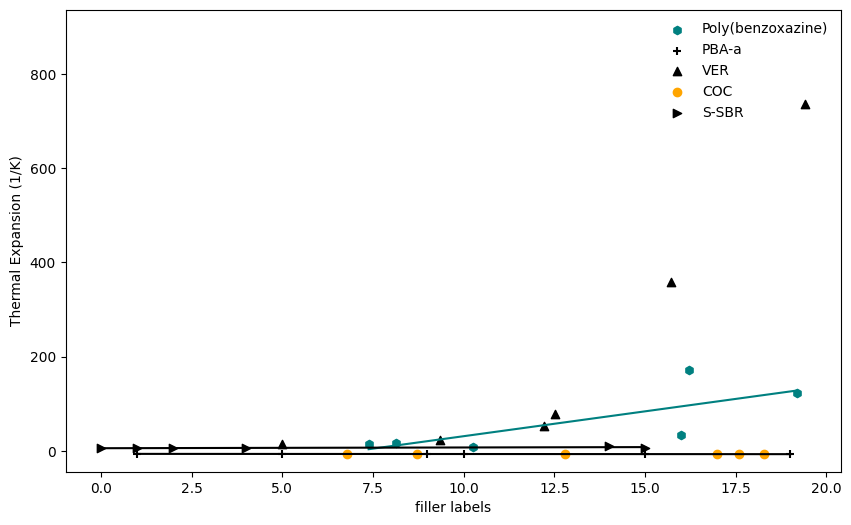 Poly(benzoxazine)
PBA-a
VER
COC
S-SBR
Thermal Expansion (1/K)
800
600
400
200
0
0.0 2.5 5.0 7.5 10.0 12.5 15.0 17.5 20.0
filler labels